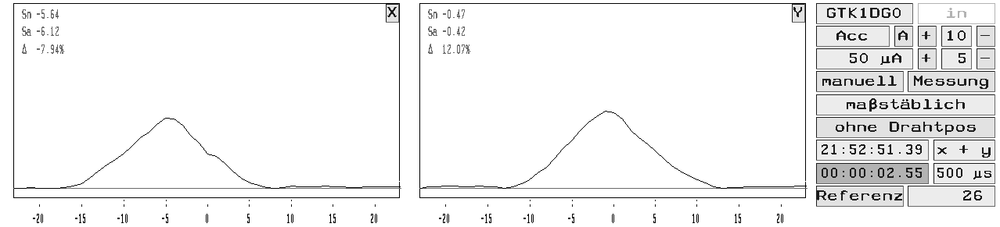 Sn -5.64
Sa -6.12
Δ -7.94%
X
-20 -15 -10 -5 0 5 10 15 20
Sn -0.47
Sa -0.42
Δ 12.07%
Y
-20 -15 -10 -5 0 5 10 15 20
GTK1DG0 in
Acc A + 10 -
50 µA + 5 -
manuell Messung
maßstäblich
ohne Drahtpos
21:52:51.39 x + y
00:00:02.55 500 µs
Referenz 26